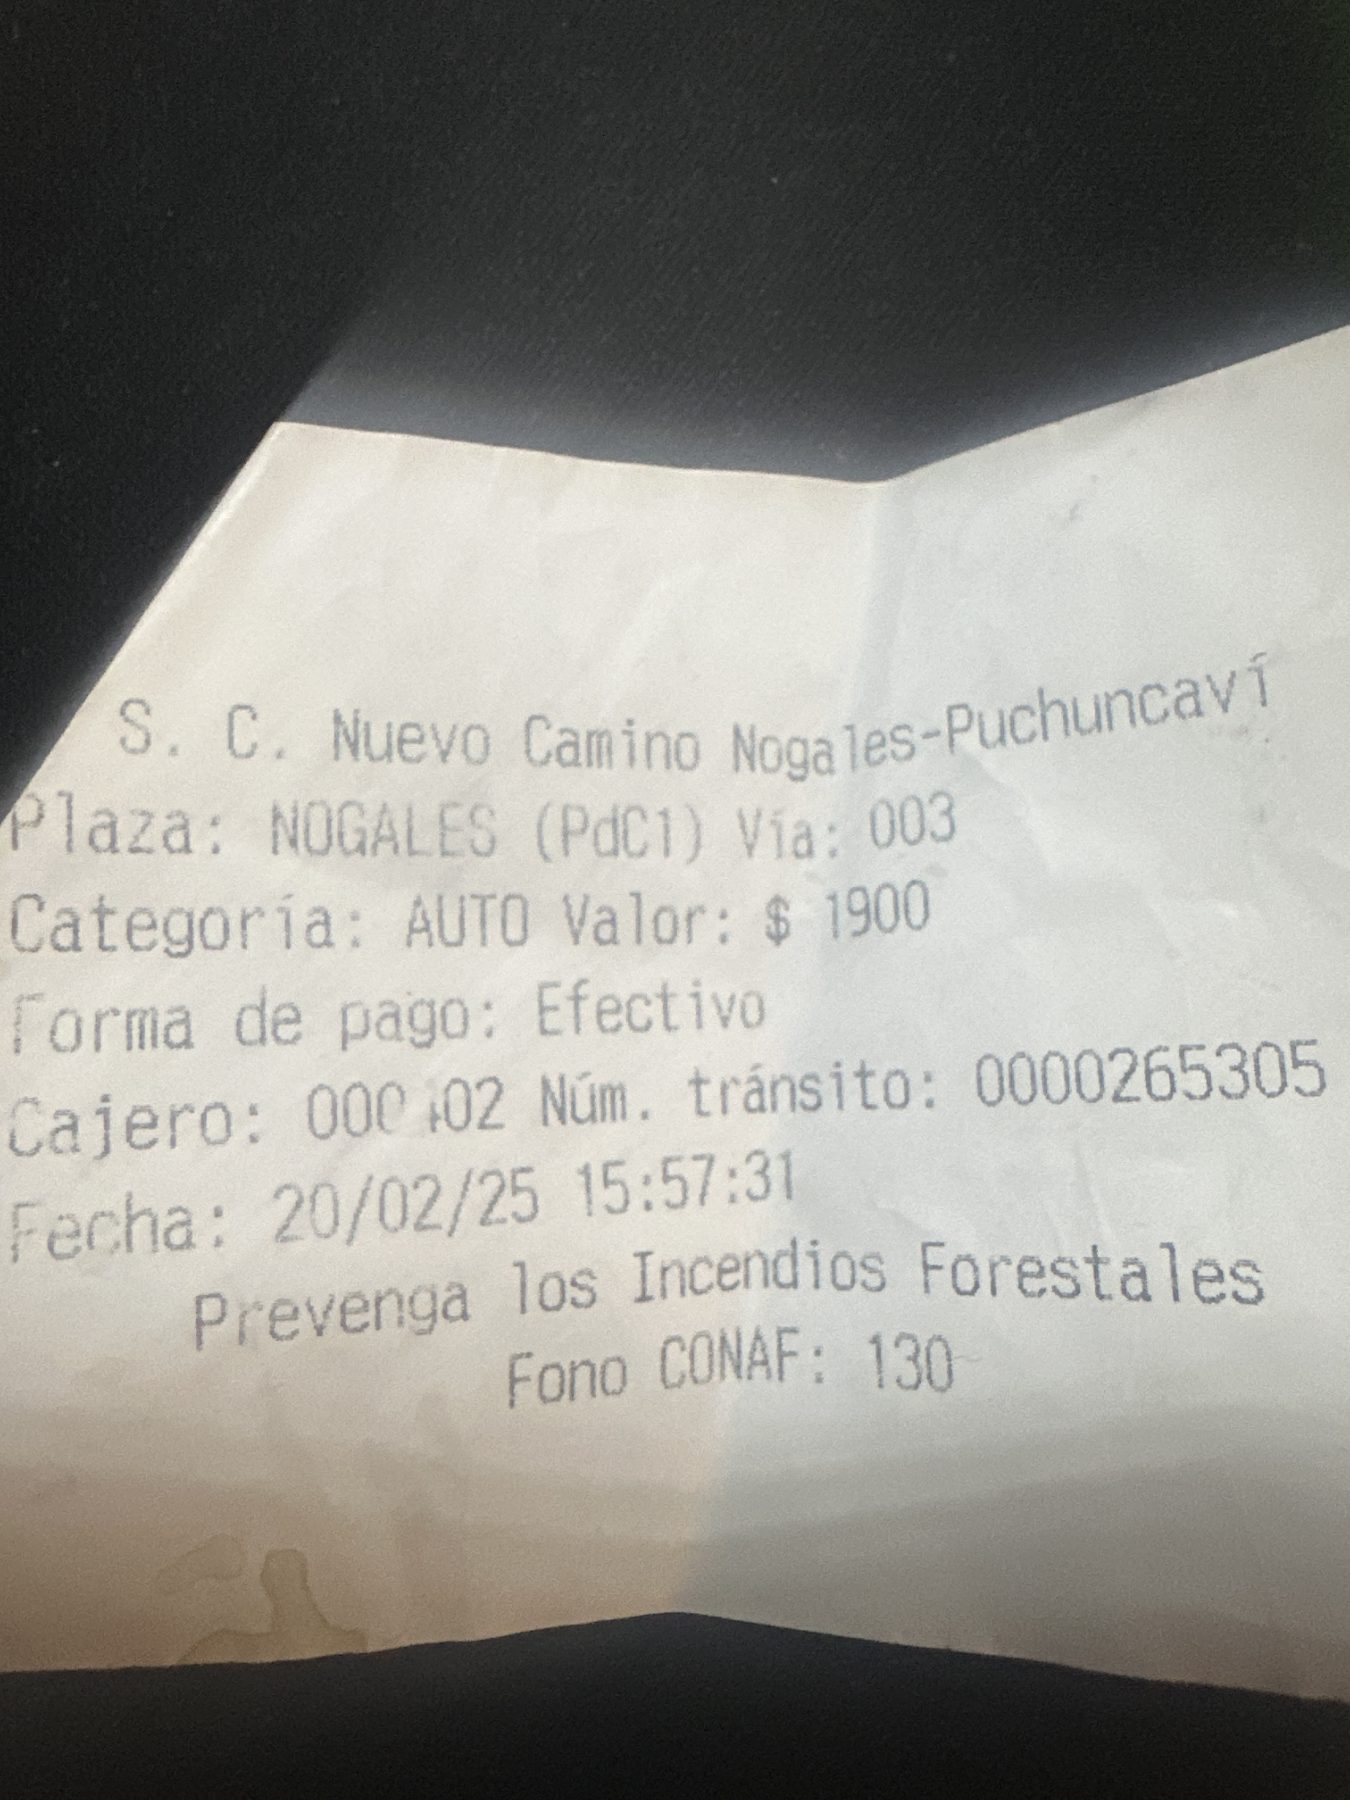 S. C. Nuevo Camino Nogales-Puchuncaví
Plaza: NOGALES (PdC1) Vía: 003
Categoría: AUTO Valor: $ 1900
Forma de pago: Efectivo
Cajero: Núm. tránsito: 0000265305
Fecha: 20/02/25 15:57:31
Prevenga los Incendios Forestales
Fono CONAF: 130